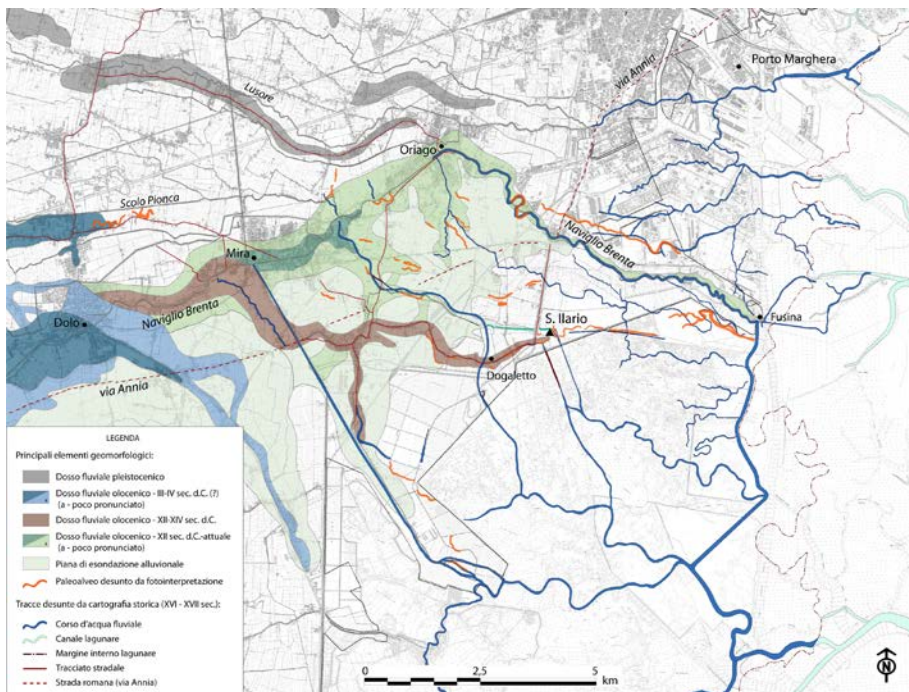 via Annia
Porto Marghera
Lusore
Oriago
Scolo Pionca
Mira
Naviglio Brenta
Naviglio Brenta
S. Ilario
Fusina
Dolo
via Annia
Dogaletto
LEGENDA
Principali elementi geomorfologici:
Dosso fluviale pleistocenico
Dosso fluviale olocenico - III-IV sec. d.C. (?)
(a - poco pronunciato)
Dosso fluviale olocenico - XII-XIV sec. d.C.
Dosso fluviale olocenico - XII sec. d.C.-attuale
(a - poco pronunciato)
Piana di esondazione alluvionale
Paleoalveo desunto da fotointerpretazione
Tracce desunte da cartografia storica (XVI - XVII sec.):
Corso d'acqua fluviale
Canale lagunare
Margine interno lagunare
Tracciato stradale
Strada romana (via Annia)
0 2,5 5
km
N